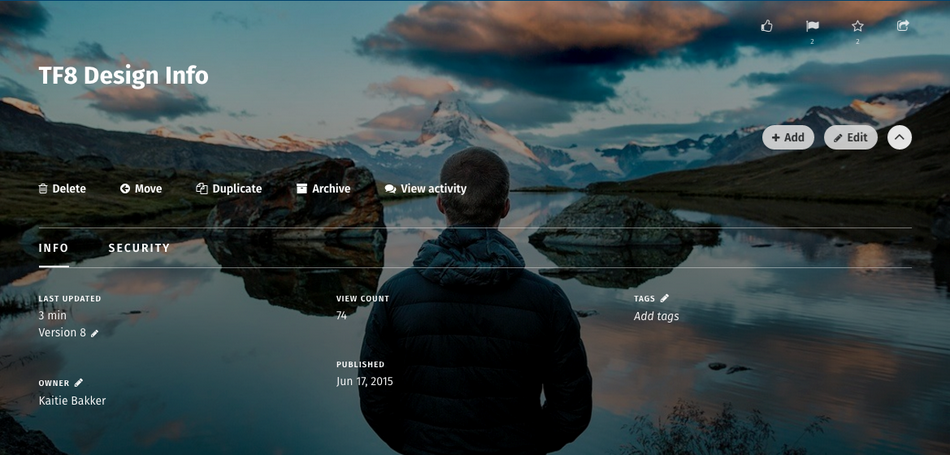 2 2
TF8 Design Info
Add Edit
Delete Move Duplicate Archive View activity
INFO SECURITY
LAST UPDATED VIEW COUNT TAGS
3 min 74 Add tags
Version 8
PUBLISHED
OWNER Jun 17, 2015
Kaitie Bakker